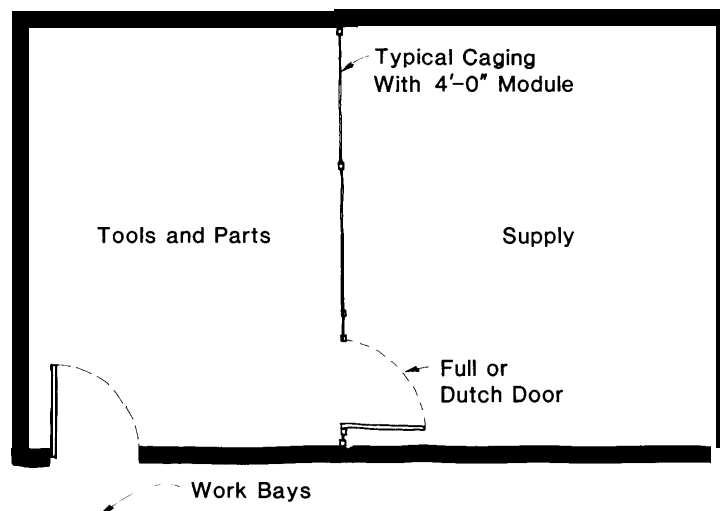 Typical Caging
With 4'-0" Module
Tools and Parts
Supply
Full or
Dutch Door
Work Bays